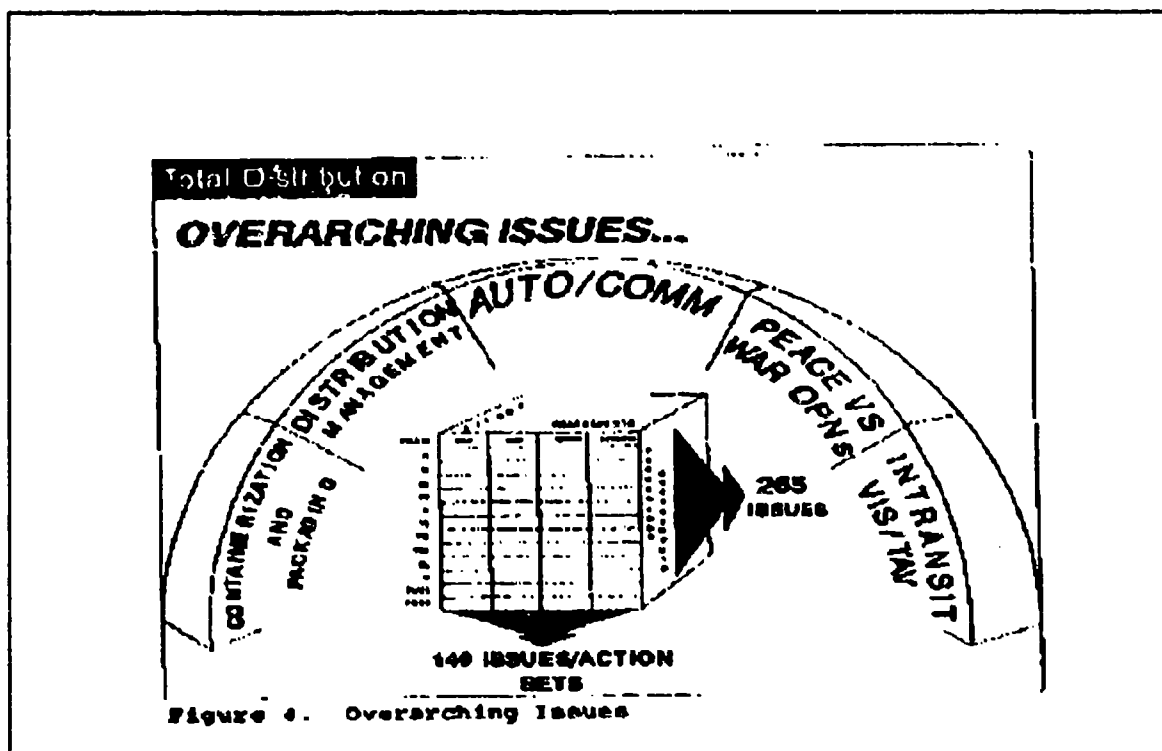 Total Distribution
OVERARCHING ISSUES...
CONTAINERIZATION
AND
PACKAGING
DISTRIBUTION
MANAGEMENT
AUTO/COMM
PEACE VS
WAR OPNS
INTRANSIT
VIS/TAV
265
ISSUES
149 ISSUES/ACTION
SETS
Figure 4. Overarching Issues